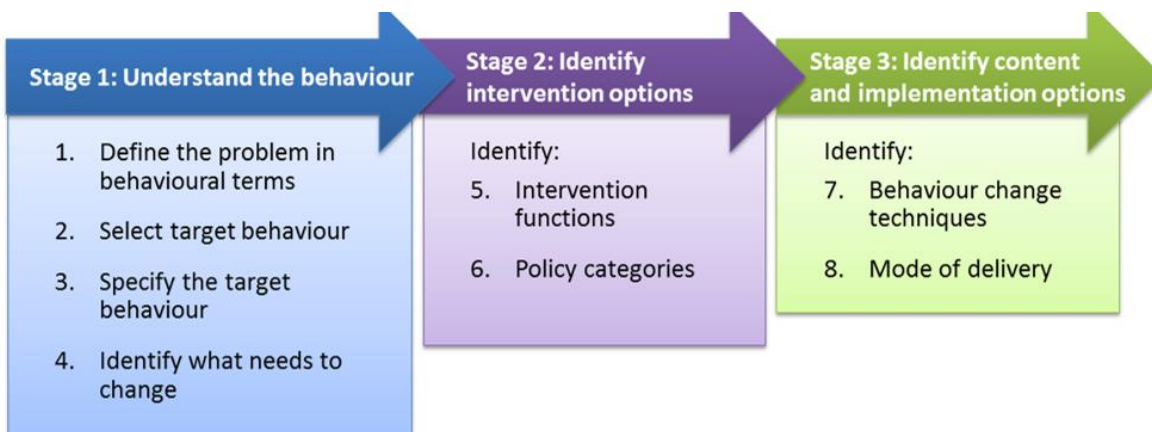 Stage 1: Understand the behaviour
1. Define the problem in
behavioural terms
2. Select target behaviour
3. Specify the target
behaviour
4. Identify what needs to
change
Stage 2: Identify
intervention options
Identify:
5. Intervention
functions
6. Policy categories
Stage 3: Identify content
and implementation options
Identify:
7. Behaviour change
techniques
8. Mode of delivery